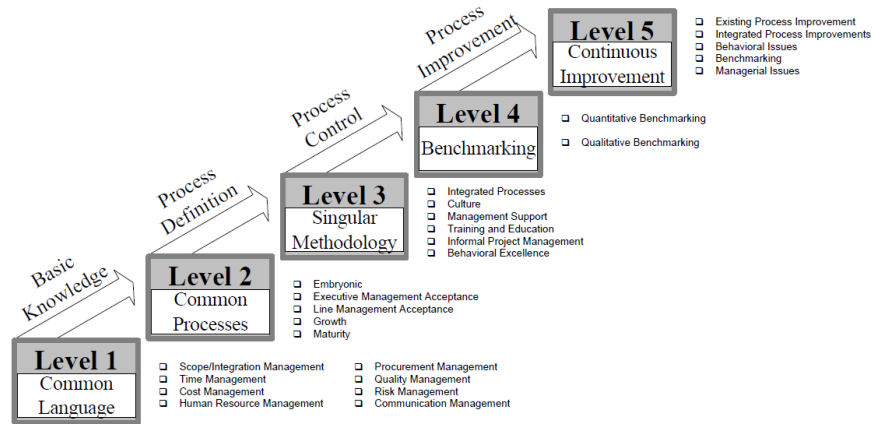 Level 5
Continuous
Improvement
Existing Process Improvement
Integrated Process Improvements
Behavioral Issues
Benchmarking
Managerial Issues
Process
Improvement
Level 4
Benchmarking
Quantitative Benchmarking
Qualitative Benchmarking
Process
Control
Level 3
Singular
Methodology
Integrated Processes
Culture
Management Support
Training and Education
Informal Project Management
Behavioral Excellence
Process
Definition
Level 2
Common
Processes
Embryonic
Executive Management Acceptance
Line Management Acceptance
Growth
Maturity
Basic
Knowledge
Level 1
Common
Language
Scope/Integration Management
Time Management
Cost Management
Human Resource Management
Procurement Management
Quality Management
Risk Management
Communication Management